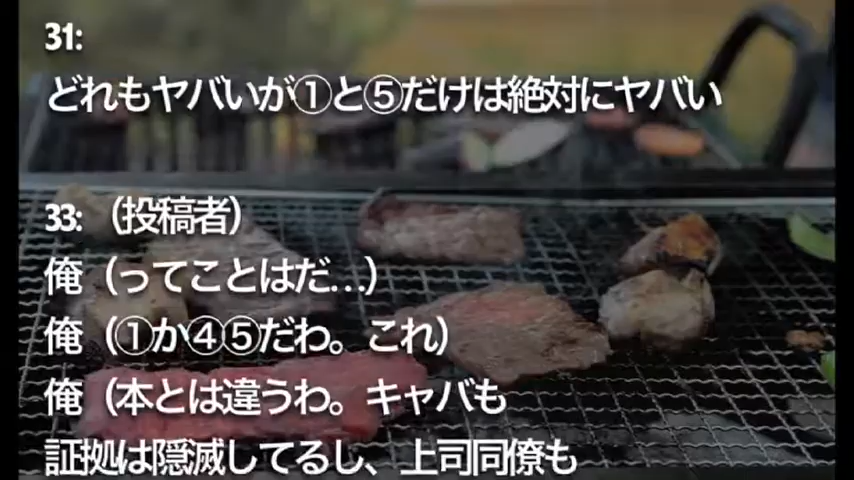 31:
どれもヤバいが①と⑤だけは絶対にヤバい
33: （投稿者）
俺（ってことはだ…）
俺（①か④⑤だわ。これ）
俺（本とは違うわ。キャバも
証拠は隠滅してるし、上司同僚も